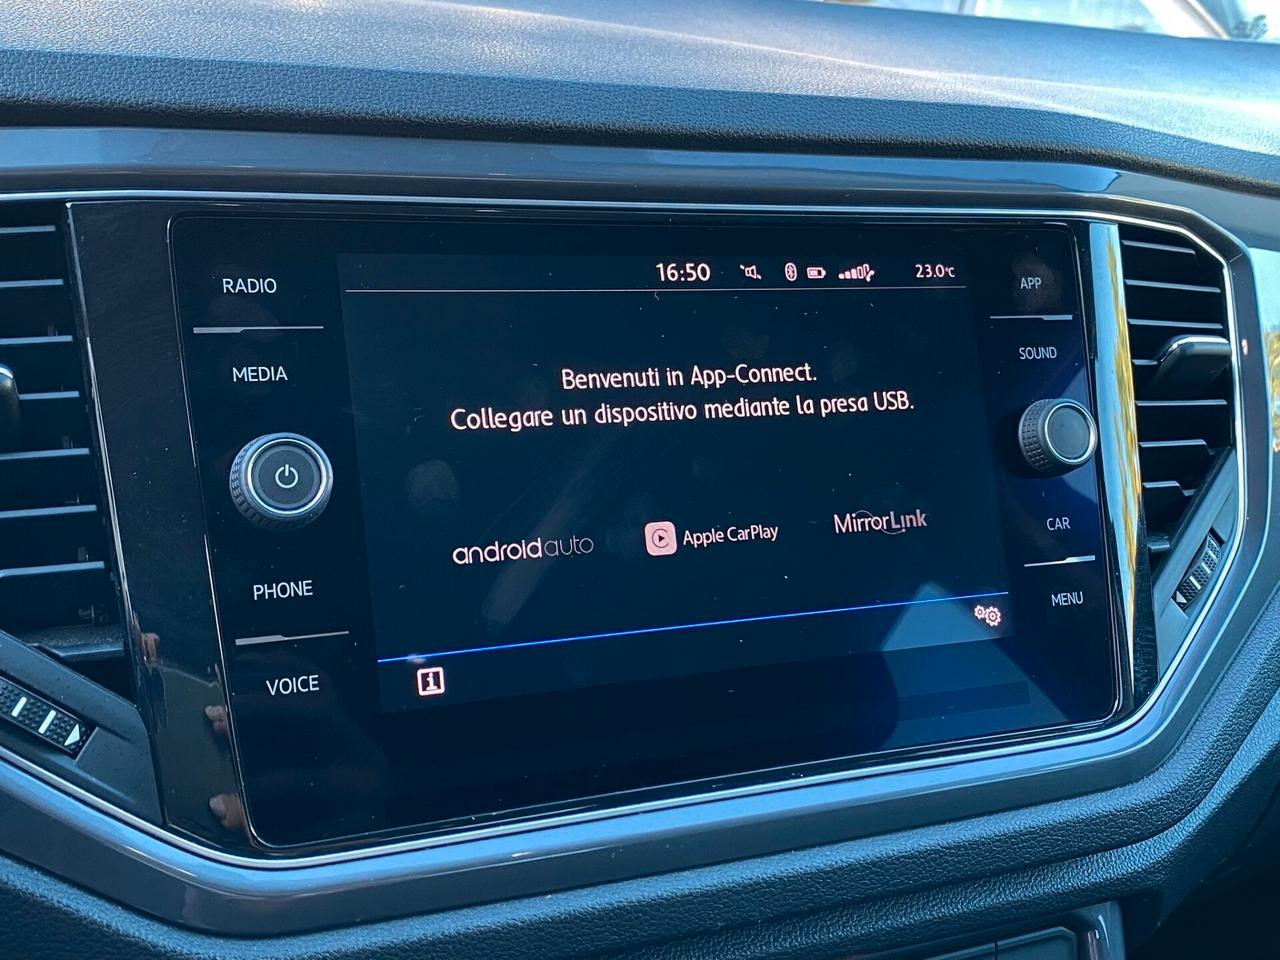 RADIO
MEDIA
PHONE
VOICE
16:50
23.0°C
Benvenuti in App-Connect.
Collegare un dispositivo mediante la presa USB.
androidauto
Apple CarPlay
MirrorLink
i
APP
SOUND
CAR
MENU